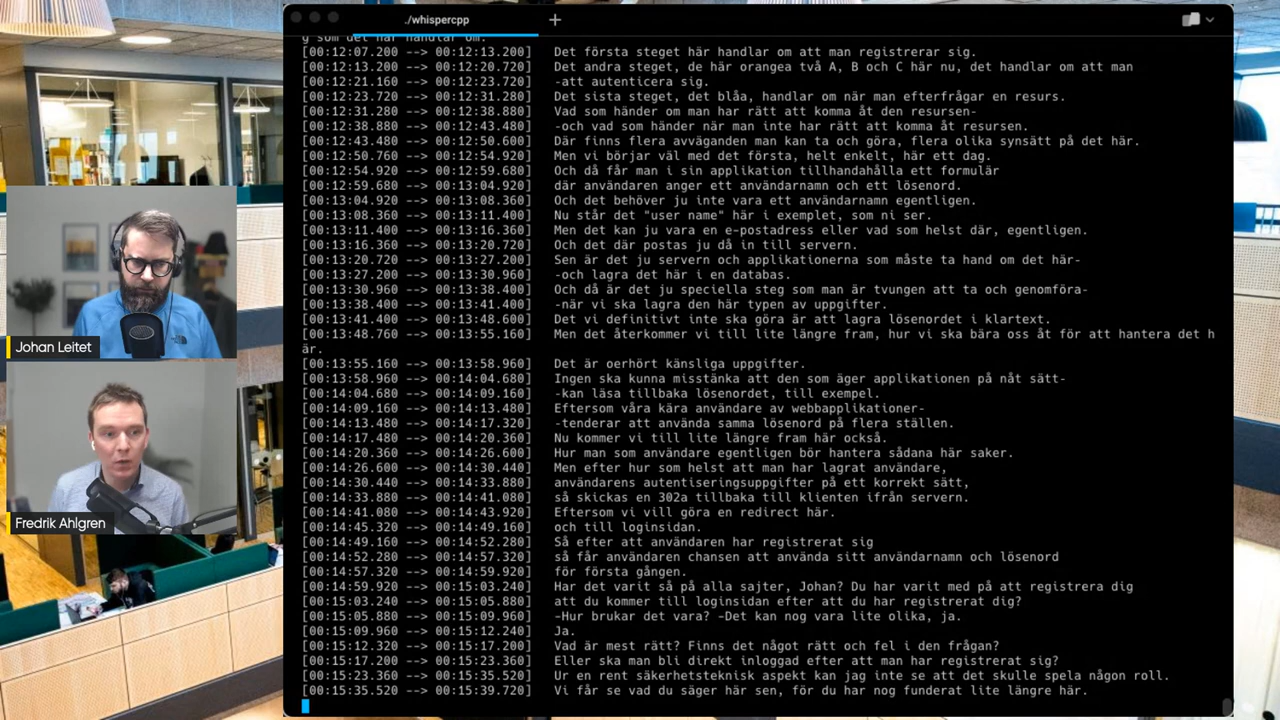 ./whispercpp
g som det här handlar om.
[00:12:07.200 --> 00:12:13.200] Det första steget här handlar om att man registrerar sig.
[00:12:13.200 --> 00:12:20.720] Det andra steget, de här orangea två A, B och C här nu, det handlar om att man
[00:12:21.160 --> 00:12:23.720] -att autenticera sig.
[00:12:23.720 --> 00:12:31.280] Det sista steget, det blåa, handlar om när man efterfrågar en resurs.
[00:12:31.280 --> 00:12:38.880] Vad som händer om man har rätt att komma åt den resursen-
[00:12:38.880 --> 00:12:43.480] -och vad som händer när man inte har rätt att komma åt resursen.
[00:12:43.480 --> 00:12:50.600] Där finns flera avväganden man kan ta och göra, flera olika synsätt på det här.
[00:12:50.760 --> 00:12:54.920] Men vi börjar väl med det första, helt enkelt, här ett dag.
[00:12:54.920 --> 00:12:59.680] Och då får man i sin applikation tillhandahålla ett formulär
[00:12:59.680 --> 00:13:04.920] där användaren anger ett användarnamn och ett lösenord.
[00:13:04.920 --> 00:13:08.360] Och det behöver ju inte vara ett användarnamn egentligen.
[00:13:08.360 --> 00:13:11.400] Nu står det "username" här i exemplet, som ni ser.
[00:13:11.400 --> 00:13:16.360] Men det kan ju vara en e-postadress eller vad som helst där, egentligen.
[00:13:16.360 --> 00:13:20.720] Och det där postas ju då in till servern.
[00:13:20.720 --> 00:13:27.200] Då är det ju servern och applikationerna som måste ta hand om det här-
[00:13:27.200 --> 00:13:30.960] -och lagra det här i en databas.
[00:13:30.960 --> 00:13:38.400] Och då är det ju speciella steg som man är tvungen att ta och genomföra-
[00:13:38.400 --> 00:13:41.400] -när vi ska lagra den här typen av uppgifter.
[00:13:41.400 --> 00:13:48.600] Det vi definitivt inte ska göra är att lagra lösenordet i klartext.
[00:13:48.760 --> 00:13:55.160] Men det återkommer vi till lite längre fram, hur vi ska bära oss åt för att hantera det h
är.
[00:13:55.160 --> 00:13:58.960] Det är oerhört känsliga uppgifter.
[00:13:58.960 --> 00:14:04.680] Ingen ska kunna misstänka att den som äger applikationen på nåt sätt-
[00:14:04.680 --> 00:14:09.160] -kan läsa tillbaka lösenordet, till exempel.
[00:14:09.160 --> 00:14:13.480] Eftersom våra kära användare av webbapplikationer-
[00:14:13.480 --> 00:14:17.320] -tenderar att använda samma lösenord på flera ställen.
[00:14:17.480 --> 00:14:20.360] Nu kommer vi till lite längre fram här också.
[00:14:20.360 --> 00:14:26.600] Hur man som användare egentligen bör hantera sådana här saker.
[00:14:26.600 --> 00:14:30.440] Men efter hur som helst att man har lagrat användare,
[00:14:30.440 --> 00:14:33.880] användarens autentiseringsuppgifter på ett korrekt sätt,
[00:14:33.880 --> 00:14:41.080] så skickas en 302a tillbaka till klienten ifrån servern.
[00:14:41.080 --> 00:14:43.920] Eftersom vi vill göra en redirect här.
[00:14:45.320 --> 00:14:49.160] och till loginsidan.
[00:14:49.160 --> 00:14:52.280] Så efter att användaren har registrerat sig
[00:14:52.280 --> 00:14:57.320] så får användaren chansen att använda sitt användarnamn och lösenord
[00:14:57.320 --> 00:14:59.920] för första gången.
[00:14:59.920 --> 00:15:03.240] Har det varit så på alla sajter, Johan? Du har varit med på att registrera dig
[00:15:03.240 --> 00:15:05.880] att du kommer till loginsidan efter att du har registrerat dig?
[00:15:05.880 --> 00:15:09.960] -Hur brukar det vara? -Det kan nog vara lite olika, ja.
[00:15:09.960 --> 00:15:12.240] Ja.
[00:15:12.320 --> 00:15:17.200] Vad är mest rätt? Finns det något rätt och fel i den frågan?
[00:15:17.200 --> 00:15:23.360] Eller ska man bli direkt inloggad efter att man har registrerat sig?
[00:15:23.360 --> 00:15:35.520] Ur en rent säkerhetsteknisk aspekt kan jag inte se att det skulle spela någon roll.
[00:15:35.520 --> 00:15:39.720] Vi får se vad du säger här sen, för du har nog funderat lite längre här.
Johan Leitet
Fredrik Ahlgren